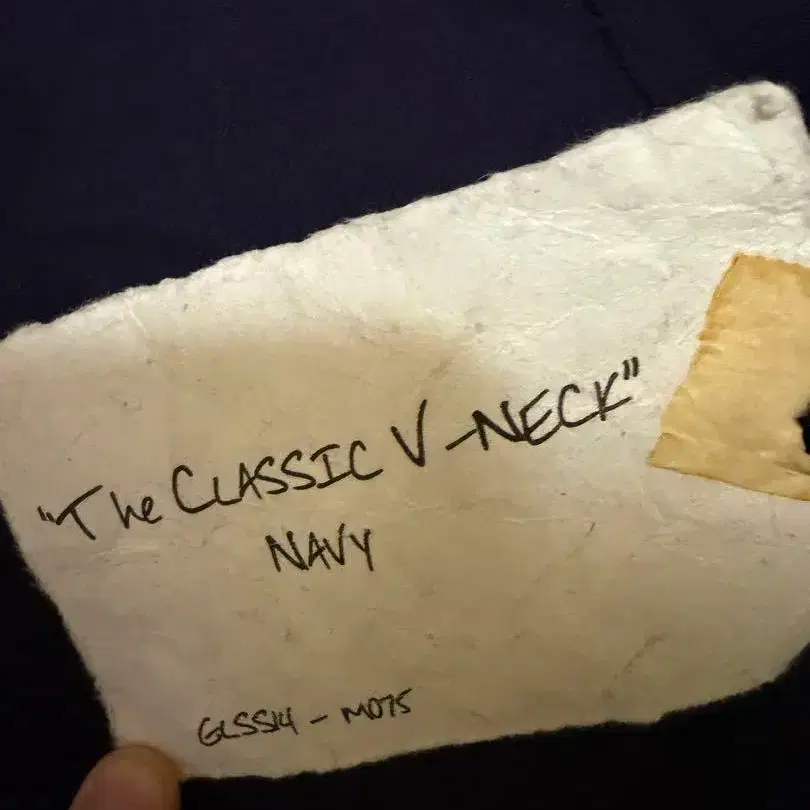 "The CLASSIC V-NECK"
NAVY
GLSS14 - M075